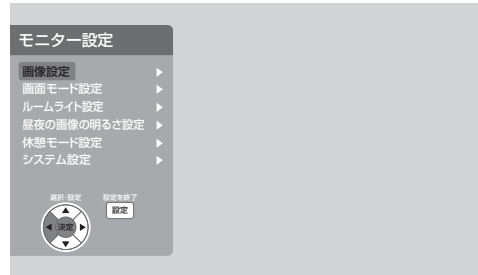 モニター設定
画像設定
画面モード設定
ルームライト設定
昼夜の画像の明るさ設定
休憩モード設定
システム設定
選択・設定 設定を終了
設定
決定